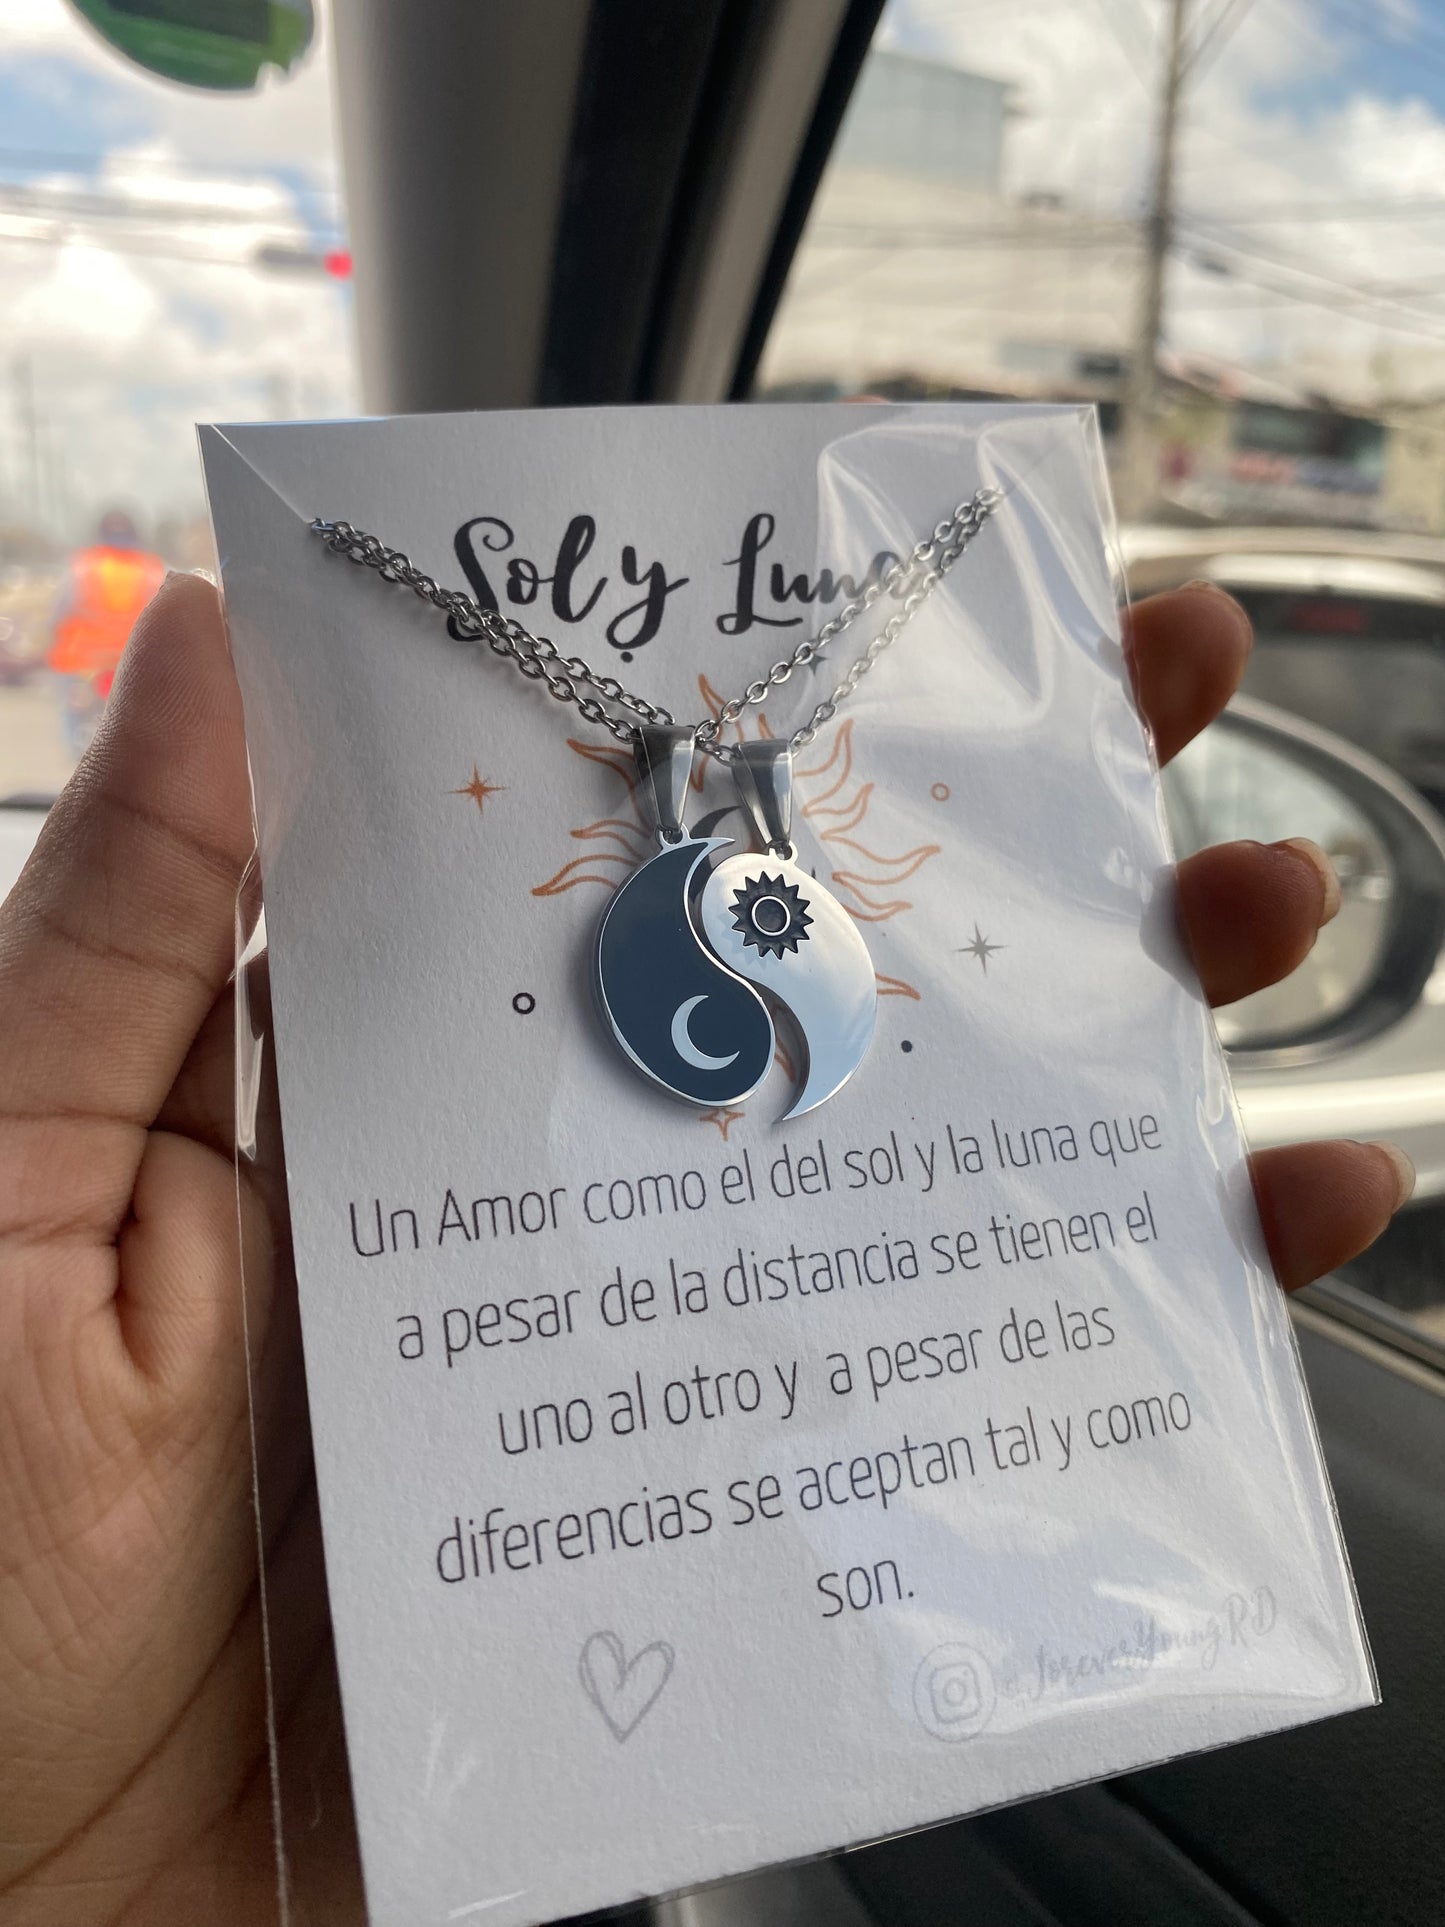 Sol y Luna
Un Amor como el del sol y la luna que
a pesar de la distancia se tienen el
uno al otro y a pesar de las
diferencias se aceptan tal y como
son.
@ForeverYoungRD